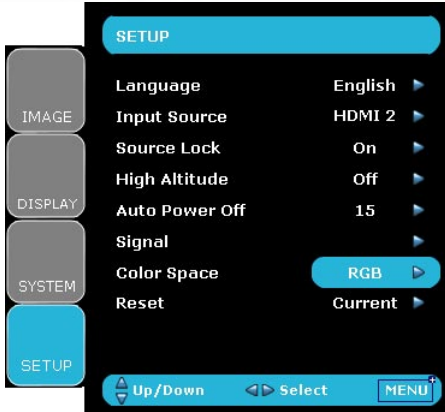 SETUP
Language English
Input Source HDMI 2
Source Lock On
High Altitude Off
Auto Power Off 15
Signal
Color Space RGB
Reset Current
IMAGE
DISPLAY
SYSTEM
SETUP
Up/Down Select MENU